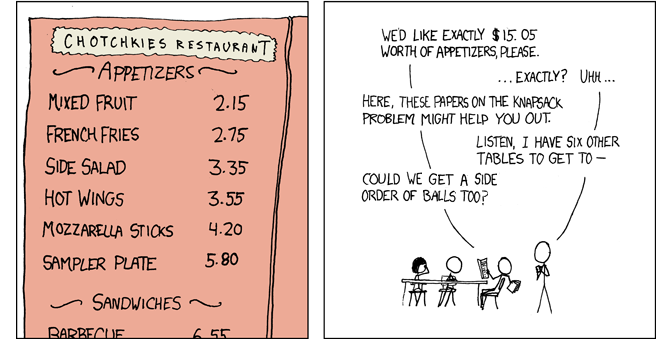 CHOTCHKIES RESTAURANT
APPETIZERS
MIXED FRUIT 2.15
FRENCH FRIES 2.75
SIDE SALAD 3.35
HOT WINGS 3.55
MOZZARELLA STICKS 4.20
SAMPLER PLATE 5.80
SANDWICHES
BARBECUE 6.55
WE'D LIKE EXACTLY $15.05
WORTH OF APPETIZERS, PLEASE.
...EXACTLY? UHH...
HERE, THESE PAPERS ON THE KNAPSACK
PROBLEM MIGHT HELP YOU OUT.
LISTEN, I HAVE SIX OTHER
TABLES TO GET TO —
COULD WE GET A SIDE
ORDER OF BALLS TOO?